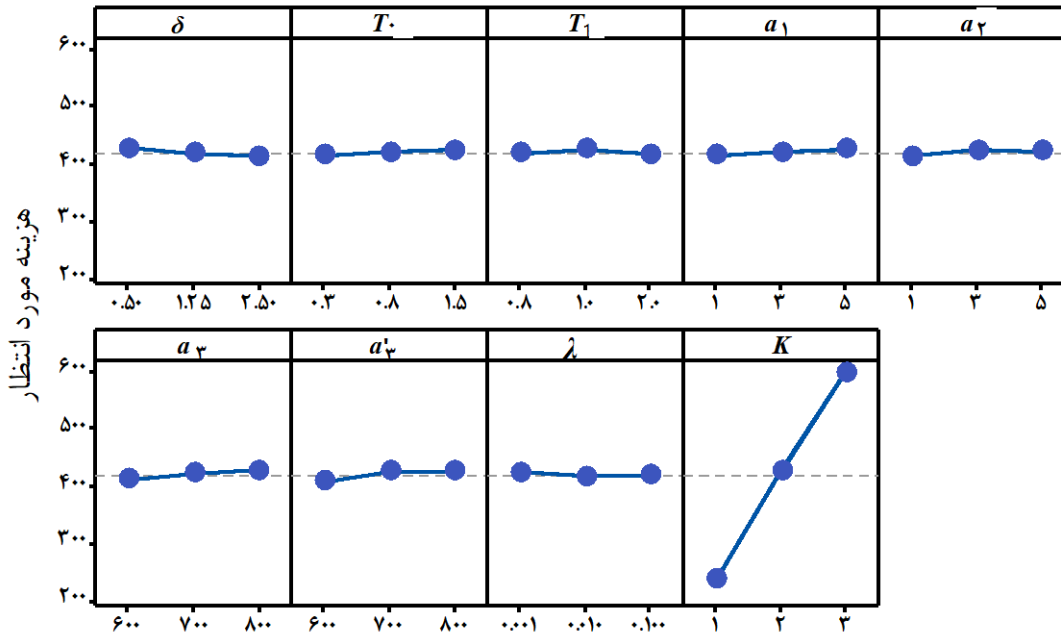 δ T۰ T۱ a۱ a۲
۶۰۰
۵۰۰
۴۰۰
۳۰۰
۲۰۰
۰.۵۰ ۱.۲۵ ۲.۵۰ ۰.۳ ۰.۸ ۱.۵ ۰.۸ ۱.۰ ۲.۰ ۱ ۳ ۵ ۱ ۳ ۵
هزینه مورد انتظار
a۳ a'۳ λ K
۶۰۰
۵۰۰
۴۰۰
۳۰۰
۲۰۰
۶۰۰ ۷۰۰ ۸۰۰ ۶۰۰ ۷۰۰ ۸۰۰ ۰.۰۰۱ ۰.۰۱۰ ۰.۱۰۰ ۱ ۲ ۳